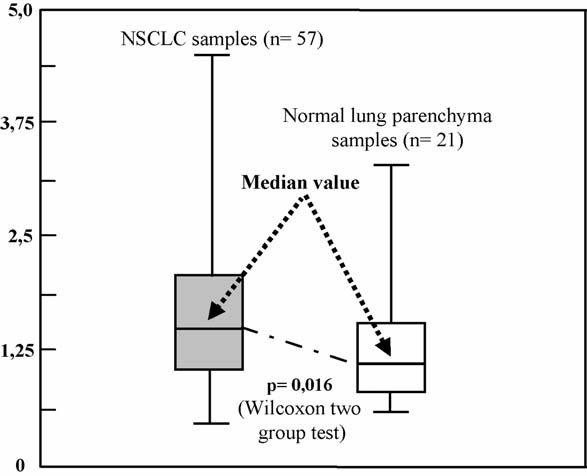 5,0
NSCLC samples (n= 57)
3,75
Normal lung parenchyma
samples (n= 21)
Median value
2,5
1,25
p= 0,016
(Wilcoxon two
group test)
0